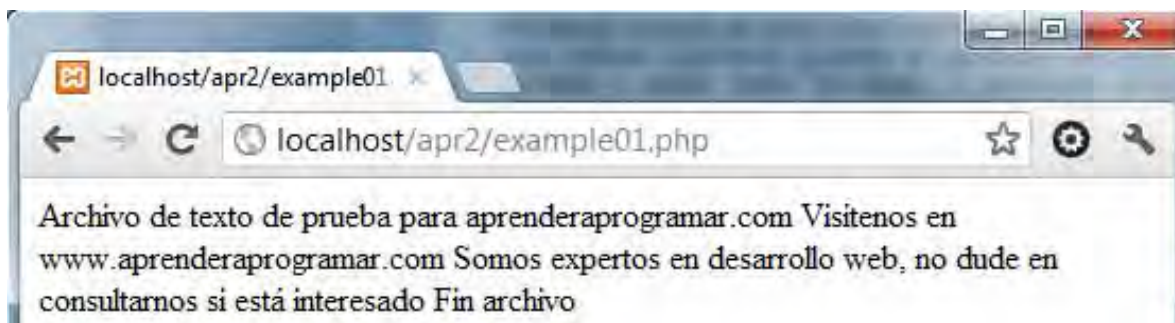 localhost/apr2/example01
localhost/apr2/example01.php
Archivo de texto de prueba para aprenderaprogramar.com Visitenos en
www.aprenderaprogramar.com Somos expertos en desarrollo web, no dude en
consultarnos si está interesado Fin archivo